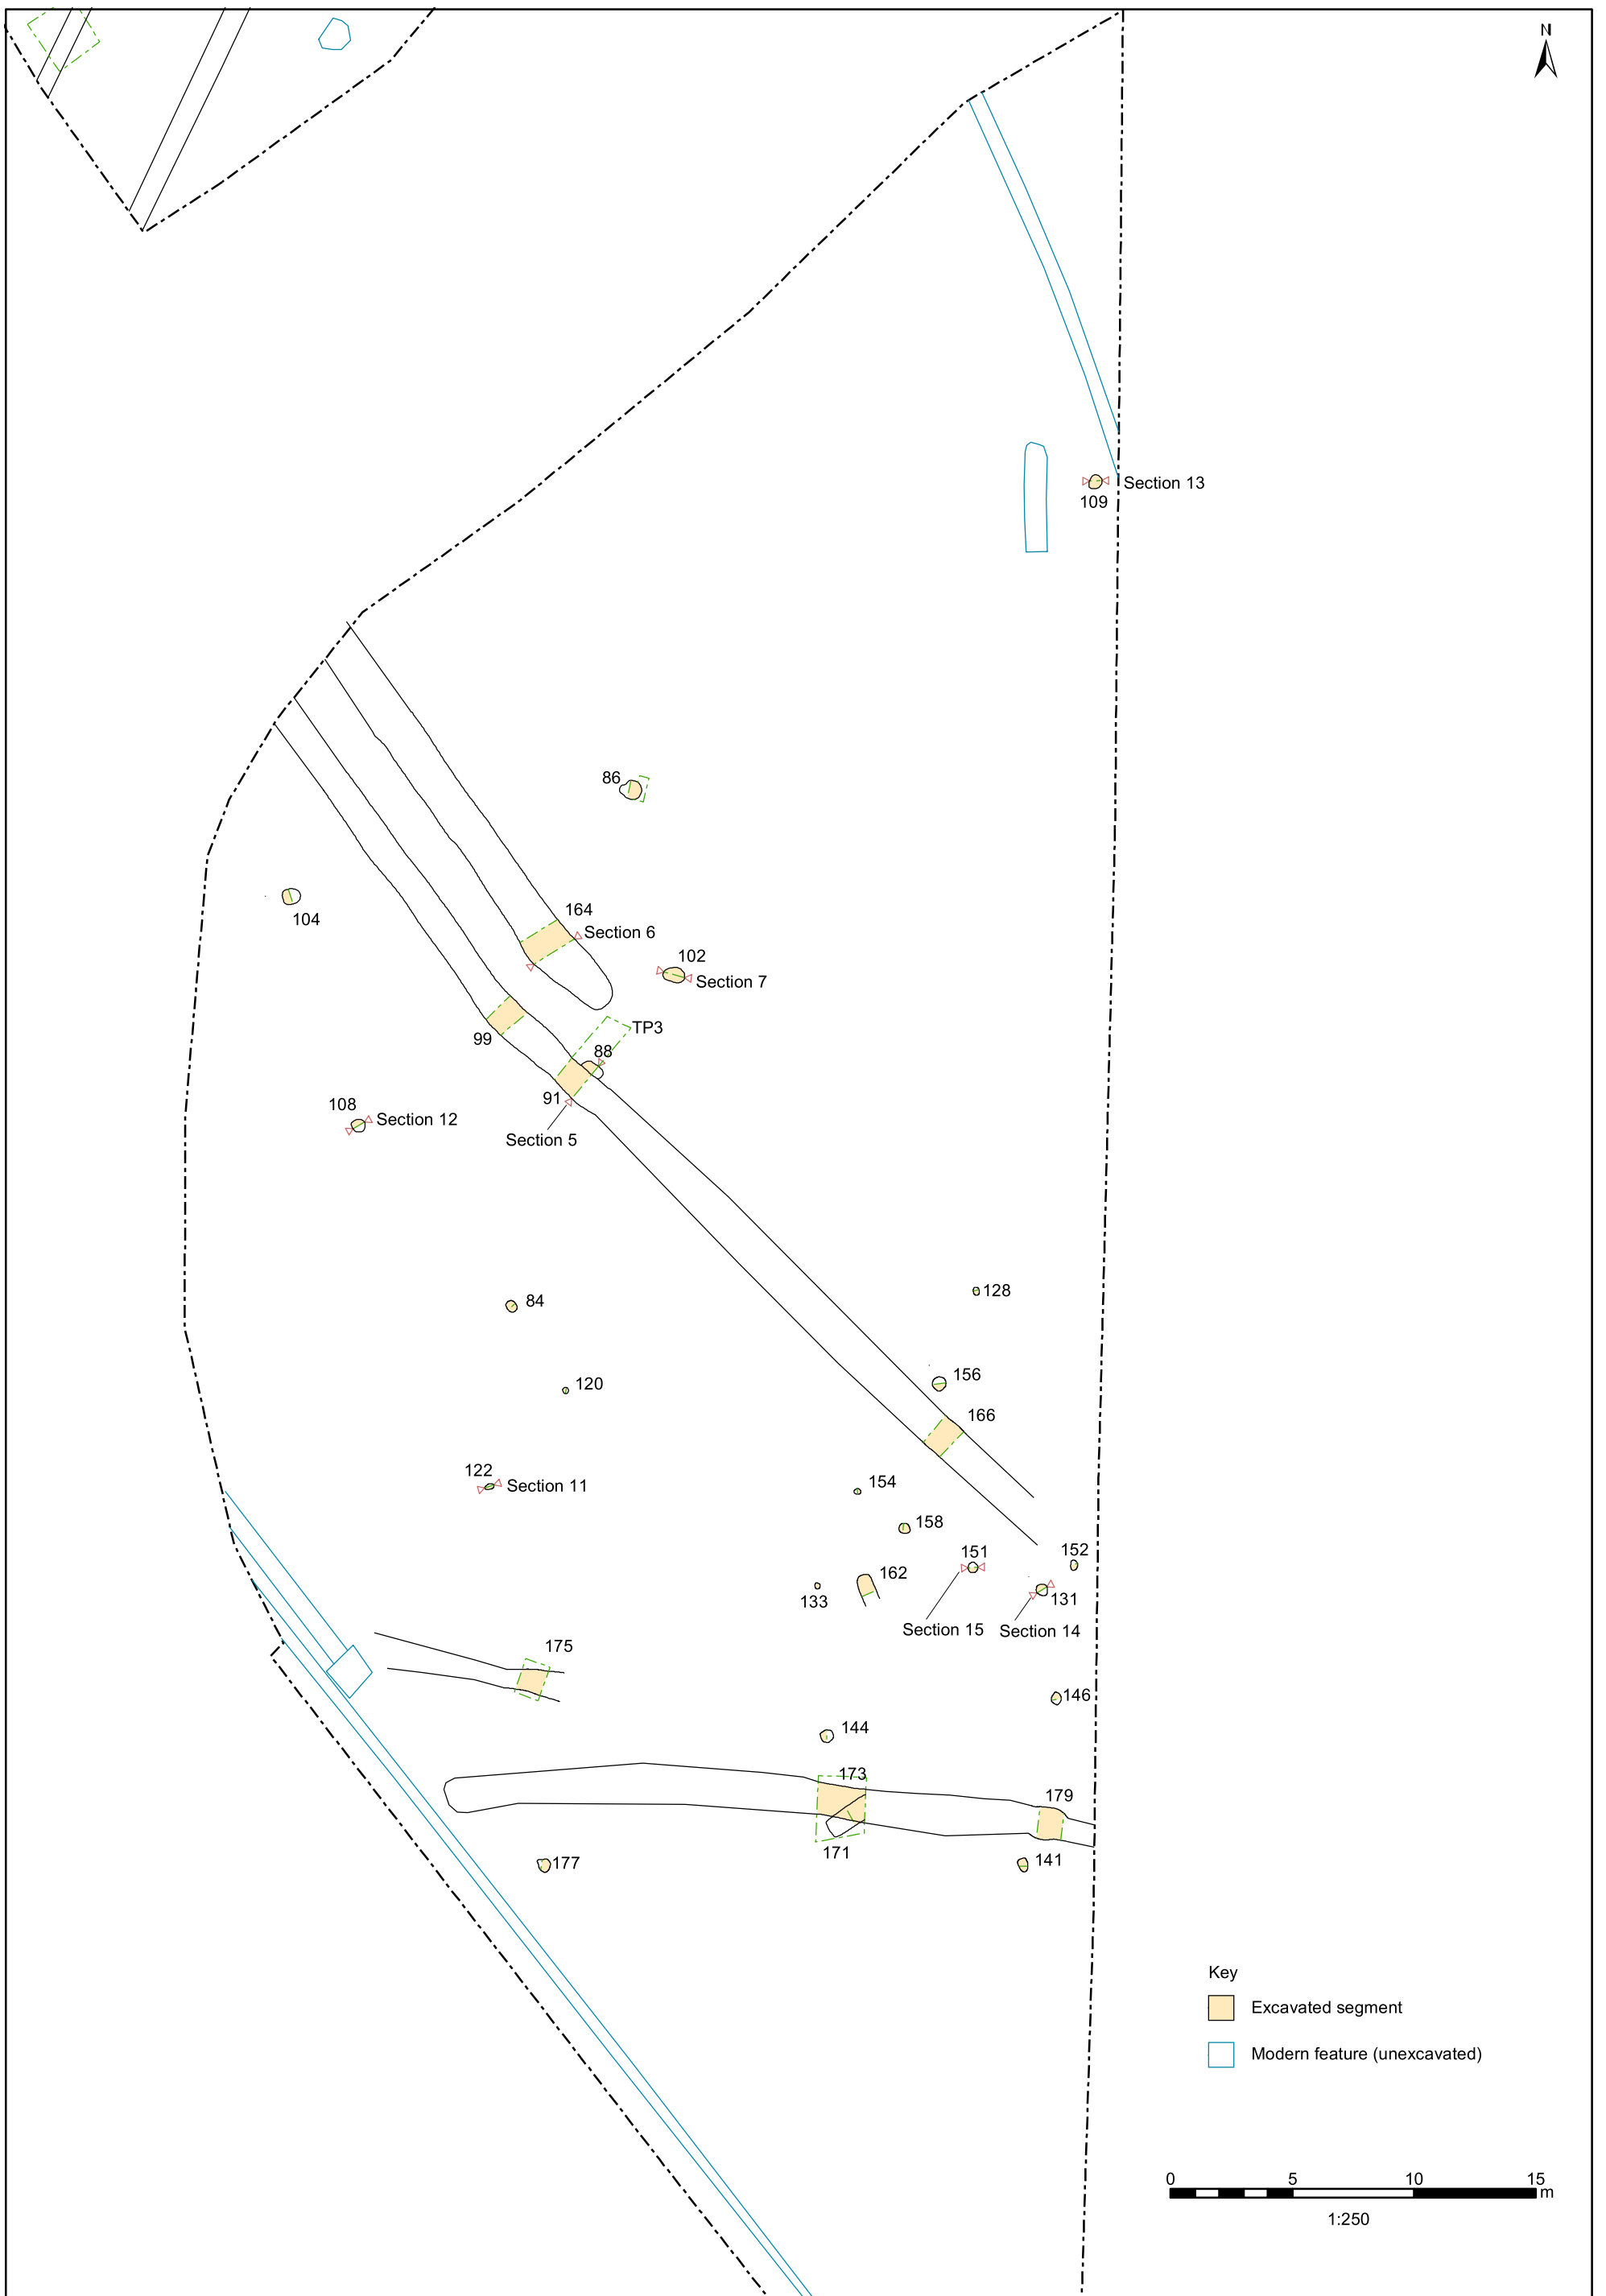 N
Section 13
109
86
164
Section 6
104
102
Section 7
TP3
99
88
91
108
Section 12
Section 5
128
84
156
120
166
122
Section 11
154
158
151
152
162
133
131
Section 15
Section 14
175
146
144
173
179
171
177
141
Key
Excavated segment
Modern feature (unexcavated)
0 5 10 15
m
1:250